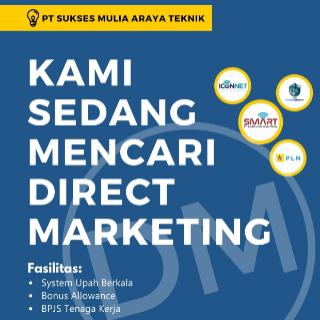 PT SUKSES MULIA ARAYA TEKNIK
KAMI
SEDANG
MENCARI
DIRECT
MARKETING
ICONNET
SMART
PLN
DM
Fasilitas:
• System Upah Berkala
• Bonus Allowance
• BPJS Tenaga Kerja